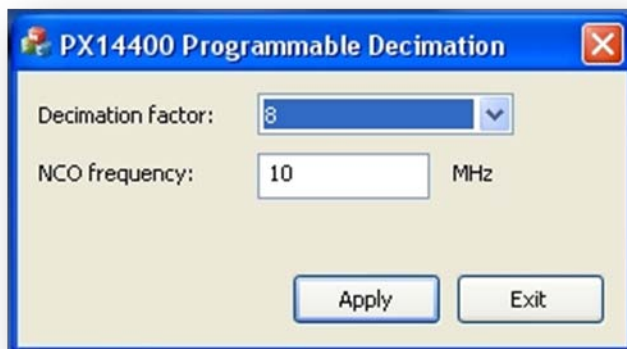 PX14400 Programmable Decimation
Decimation factor: 8
NCO frequency: 10 MHz
Apply Exit